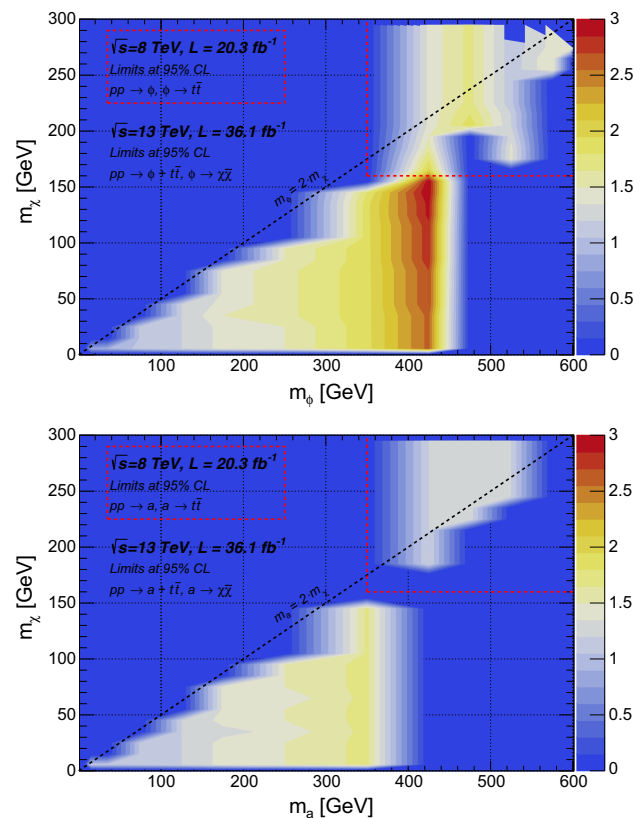 300
250
200
150
100
50
0
m_χ [GeV]
√s=8 TeV, L = 20.3 fb⁻¹
Limits at 95% CL
pp → ϕ, ϕ → tt̄
√s=13 TeV, L = 36.1 fb⁻¹
Limits at 95% CL
pp → ϕ + tt̄, ϕ → χχ̄
m_ϕ = 2·m_χ
100 200 300 400 500 600
m_ϕ [GeV]
3
2.5
2
1.5
1
0.5
0
300
250
200
150
100
50
0
m_χ [GeV]
√s=8 TeV, L = 20.3 fb⁻¹
Limits at 95% CL
pp → a, a → tt̄
√s=13 TeV, L = 36.1 fb⁻¹
Limits at 95% CL
pp → a + tt̄, a → χχ̄
m_a = 2·m_χ
100 200 300 400 500 600
m_a [GeV]
3
2.5
2
1.5
1
0.5
0